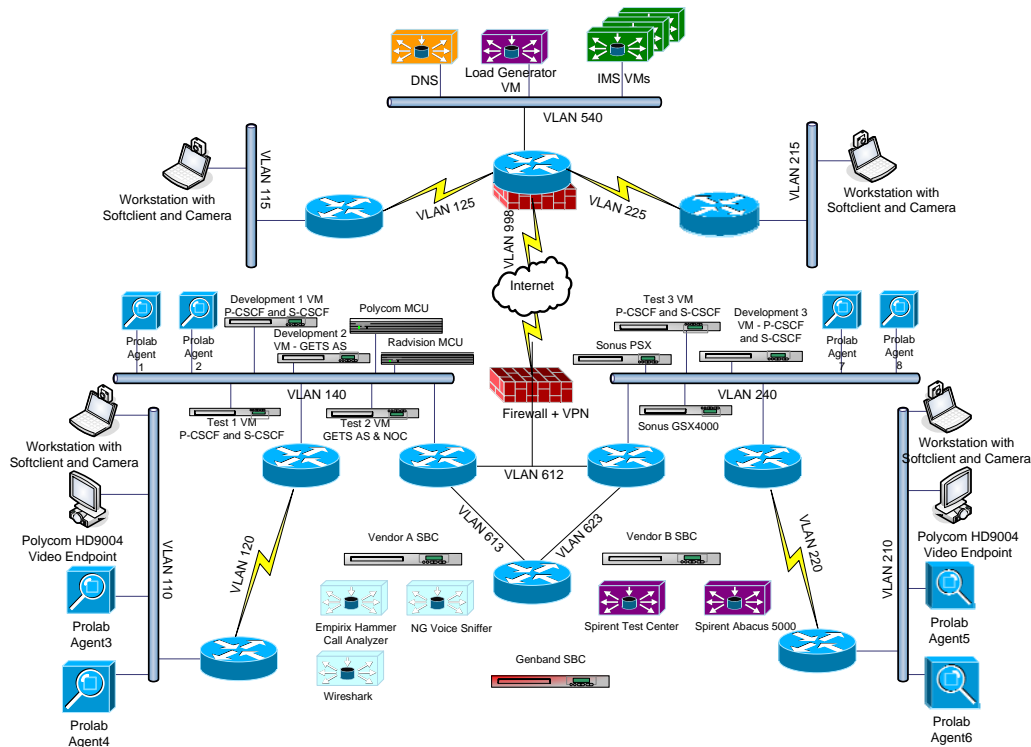 DNS
Load Generator
VM
IMS VMs
VLAN 540
VLAN 115
Workstation with
Softclient and Camera
VLAN 125
VLAN 998
VLAN 225
VLAN 215
Workstation with
Softclient and Camera
Internet
Prolab
Agent
1
Prolab
Agent
2
Development 1 VM
P-CSCF and S-CSCF
Development 2
VM - GETS AS
Polycom MCU
Radvision MCU
Test 3 VM
P-CSCF and S-CSCF
Sonus PSX
Development 3
VM - P-CSCF
and S-CSCF
Prolab
Agent
7
Prolab
Agent
8
VLAN 140
VLAN 240
Test 1 VM
P-CSCF and S-CSCF
Test 2 VM
GETS AS & NOC
Firewall + VPN
Sonus GSX4000
Workstation with
Softclient and Camera
Workstation with
Softclient and Camera
VLAN 612
Polycom HD9004
Video Endpoint
VLAN 110
VLAN 120
VLAN 613
VLAN 623
VLAN 220
VLAN 210
Polycom HD9004
Video Endpoint
Vendor A SBC
Vendor B SBC
Prolab
Agent3
Empirix Hammer
Call Analyzer
NG Voice Sniffer
Spirent Test Center
Spirent Abacus 5000
Prolab
Agent5
Wireshark
Genband SBC
Prolab
Agent4
Prolab
Agent6